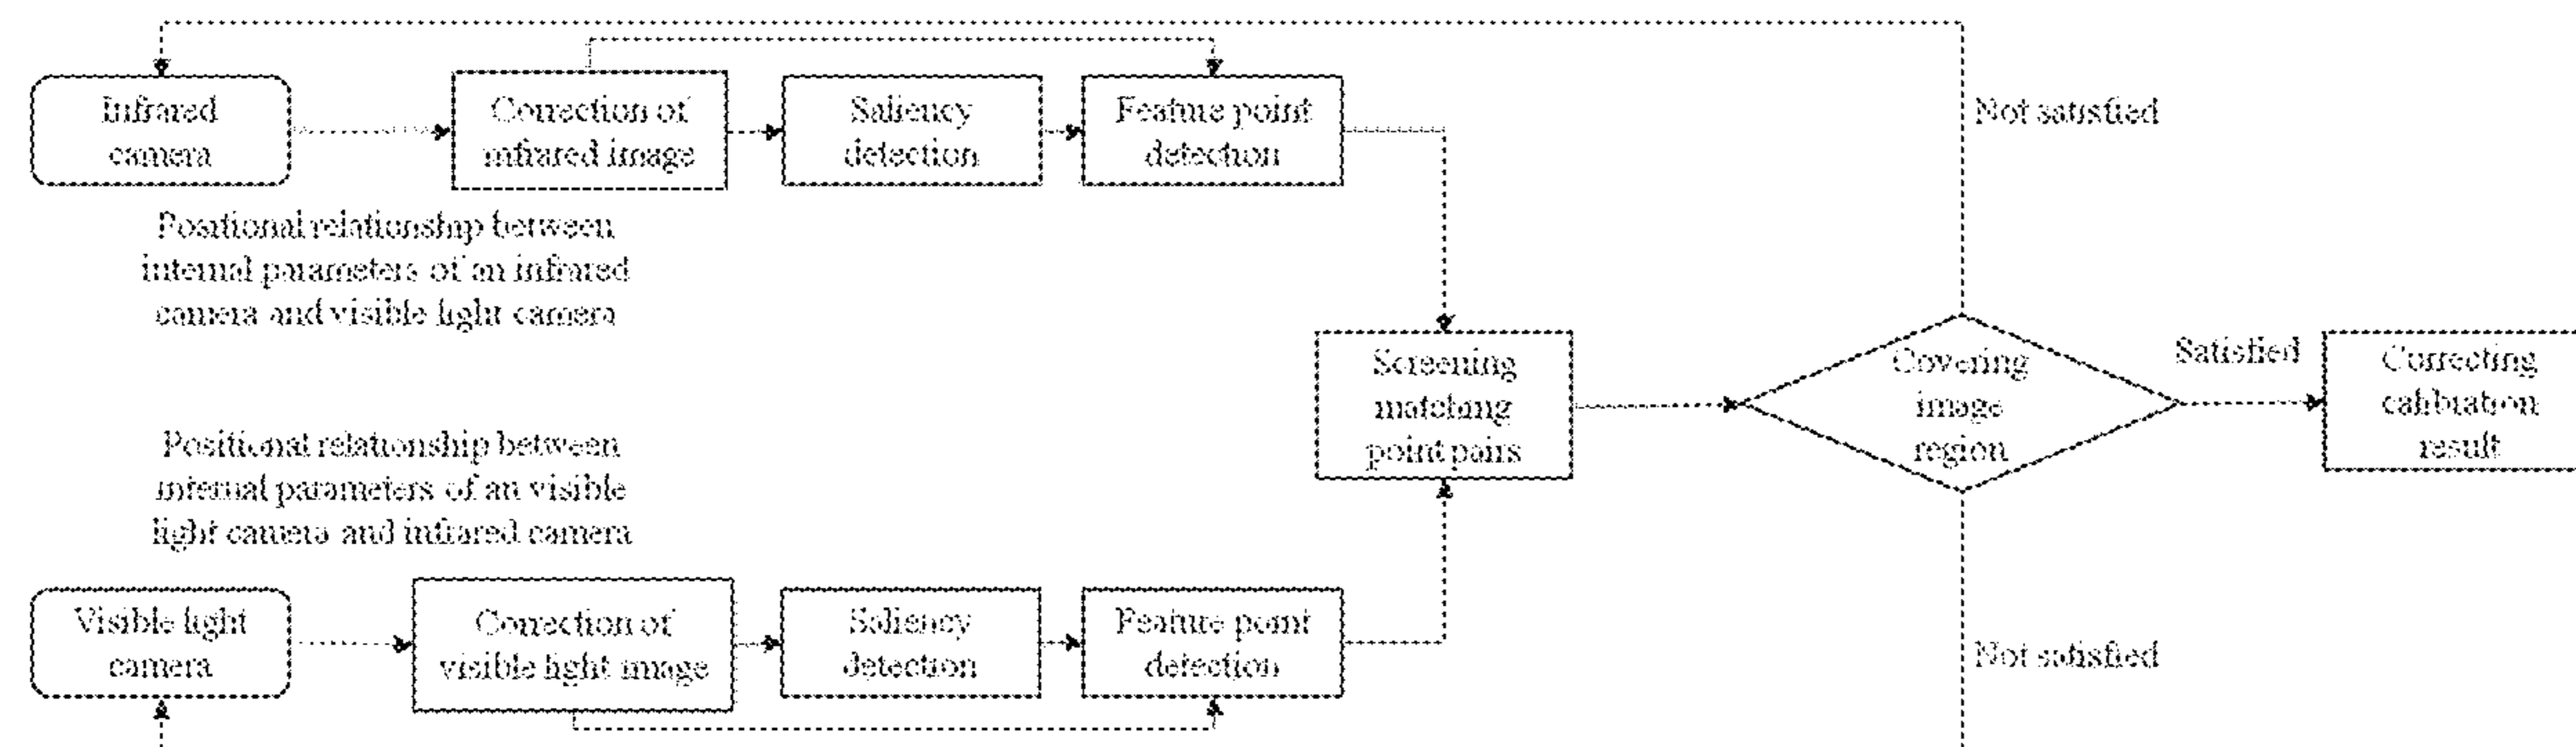 Infrared
camera
Correction of
infrared image
Saliency
detection
Feature point
detection
Not satisfied
Positional relationship between
internal parameters of an infrared
camera and visible light camera
Screening
matching
point pairs
Covering
image
region
Satisfied
Correcting
calibration
result
Positional relationship between
internal parameters of an visible
light camera and infrared camera
Visible light
camera
Correction of
visible light image
Saliency
detection
Feature point
detection
Not satisfied